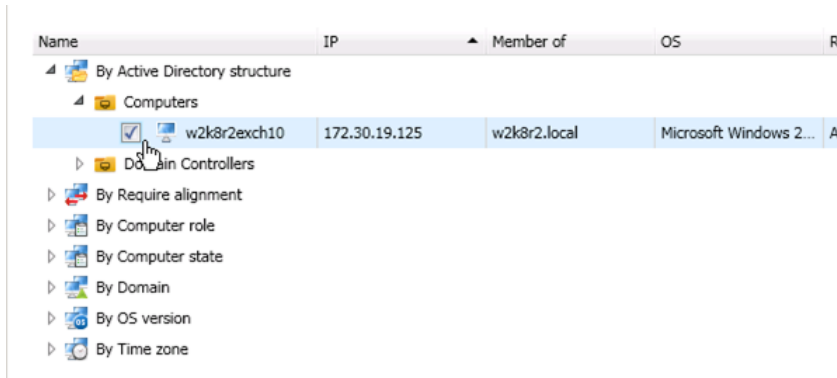 Name IP Member of OS R
By Active Directory structure
Computers
w2k8r2exch10 172.30.19.125 w2k8r2.local Microsoft Windows 2... A
Domain Controllers
By Require alignment
By Computer role
By Computer state
By Domain
By OS version
By Time zone